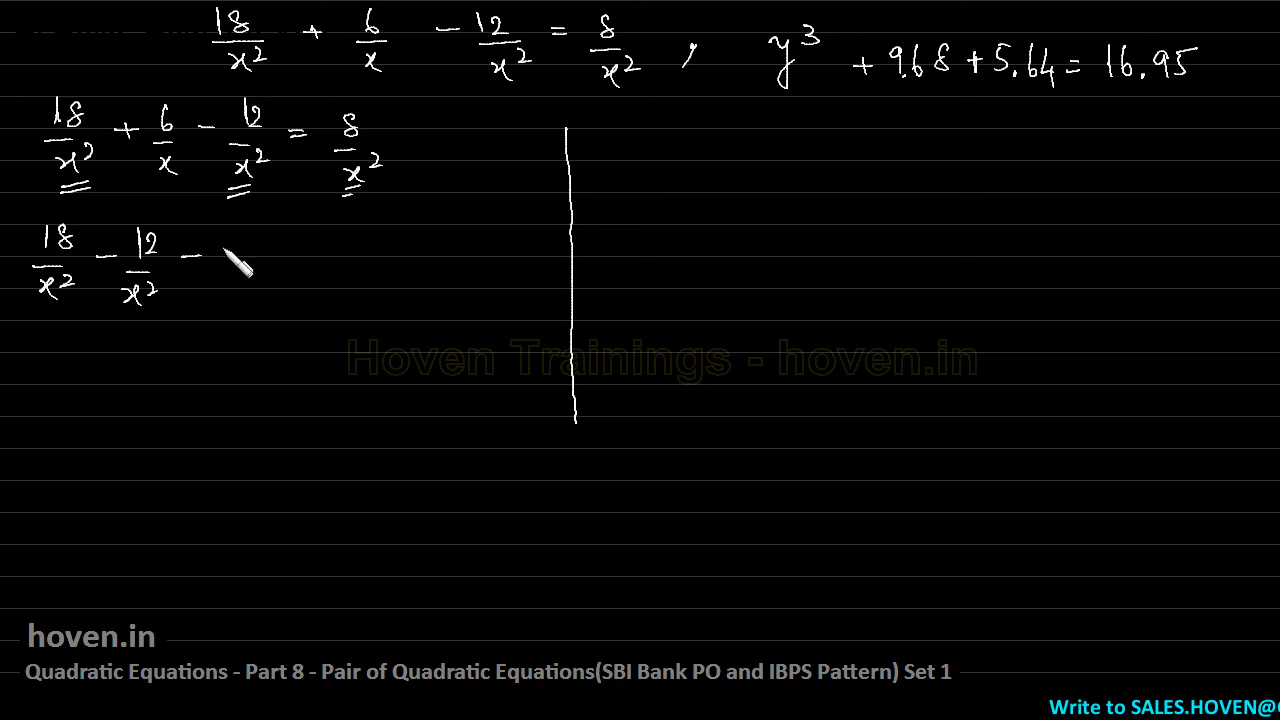 18/x² + 6/x - 12/x² = 8/x² , y³ + 9.68 + 5.64 = 16.95
18/x² + 6/x - 12/x² = 8/x²
18/x² - 12/x² -
Hoven Trainings - hoven.in
hoven.in
Quadratic Equations - Part 8 - Pair of Quadratic Equations(SBI Bank PO and IBPS Pattern) Set 1
Write to SALES.HOVEN@